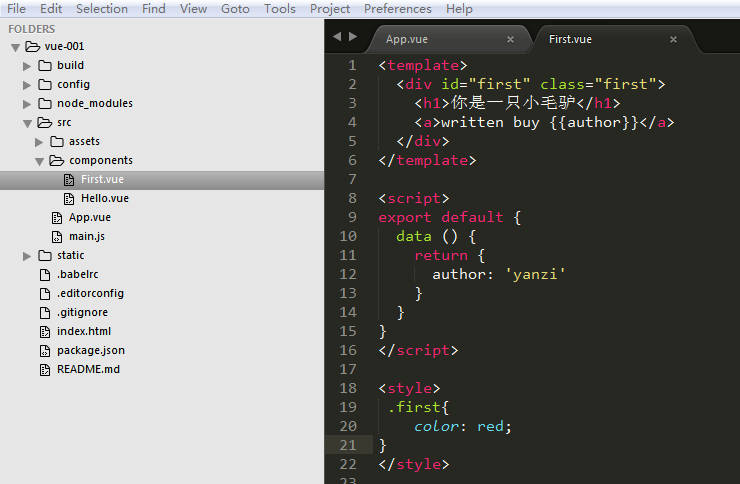 File Edit Selection Find View Goto Tools Project Preferences Help
FOLDERS
vue-001
build
config
node_modules
src
assets
components
First.vue
Hello.vue
App.vue
main.js
static
.babelrc
.editorconfig
.gitignore
index.html
package.json
README.md
App.vue × First.vue ×
1 <template>
2   <div id="first" class="first">
3     <h1>你是一只小毛驴</h1>
4     <a>written buy {{author}}</a>
5   </div>
6 </template>
7
8 <script>
9 export default {
10   data () {
11     return {
12       author: 'yanzi'
13     }
14   }
15 }
16 </script>
17
18 <style>
19  .first{
20     color: red;
21 }
22 </style>
23